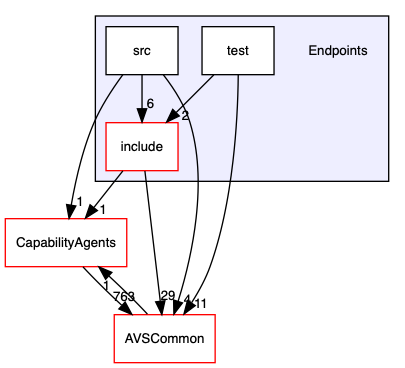 src
test
Endpoints
6
2
include
1
1
CapabilityAgents
1
763
29
4
11
AVSCommon